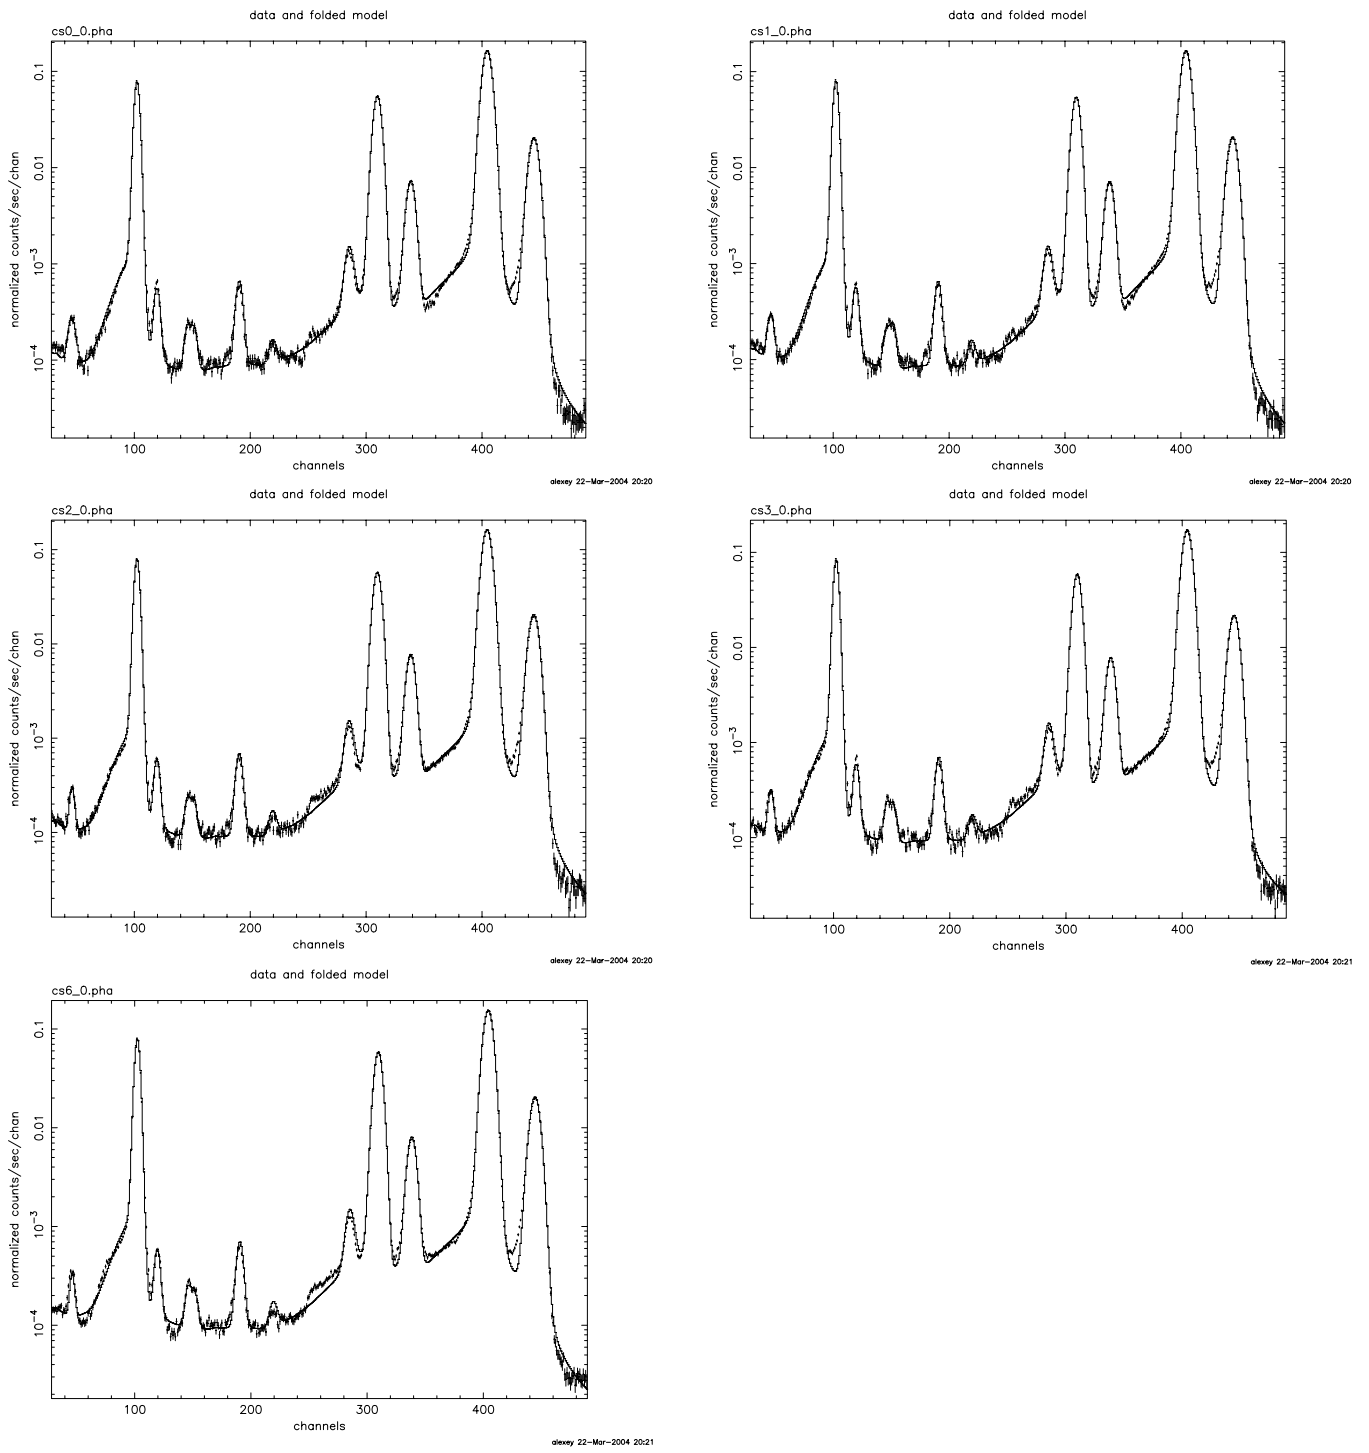 data and folded model
cs0_0.pha
normalized counts/sec/chan
0.1
0.01
10−3
10−4
100 200 300 400
channels
alexey 22−Mar−2004 20:20
data and folded model
cs1_0.pha
normalized counts/sec/chan
0.1
0.01
10−3
10−4
100 200 300 400
channels
alexey 22−Mar−2004 20:20
data and folded model
cs2_0.pha
normalized counts/sec/chan
0.1
0.01
10−3
10−4
100 200 300 400
channels
alexey 22−Mar−2004 20:20
data and folded model
cs3_0.pha
normalized counts/sec/chan
0.1
0.01
10−3
10−4
100 200 300 400
channels
alexey 22−Mar−2004 20:21
data and folded model
cs6_0.pha
normalized counts/sec/chan
0.1
0.01
10−3
10−4
100 200 300 400
channels
alexey 22−Mar−2004 20:21